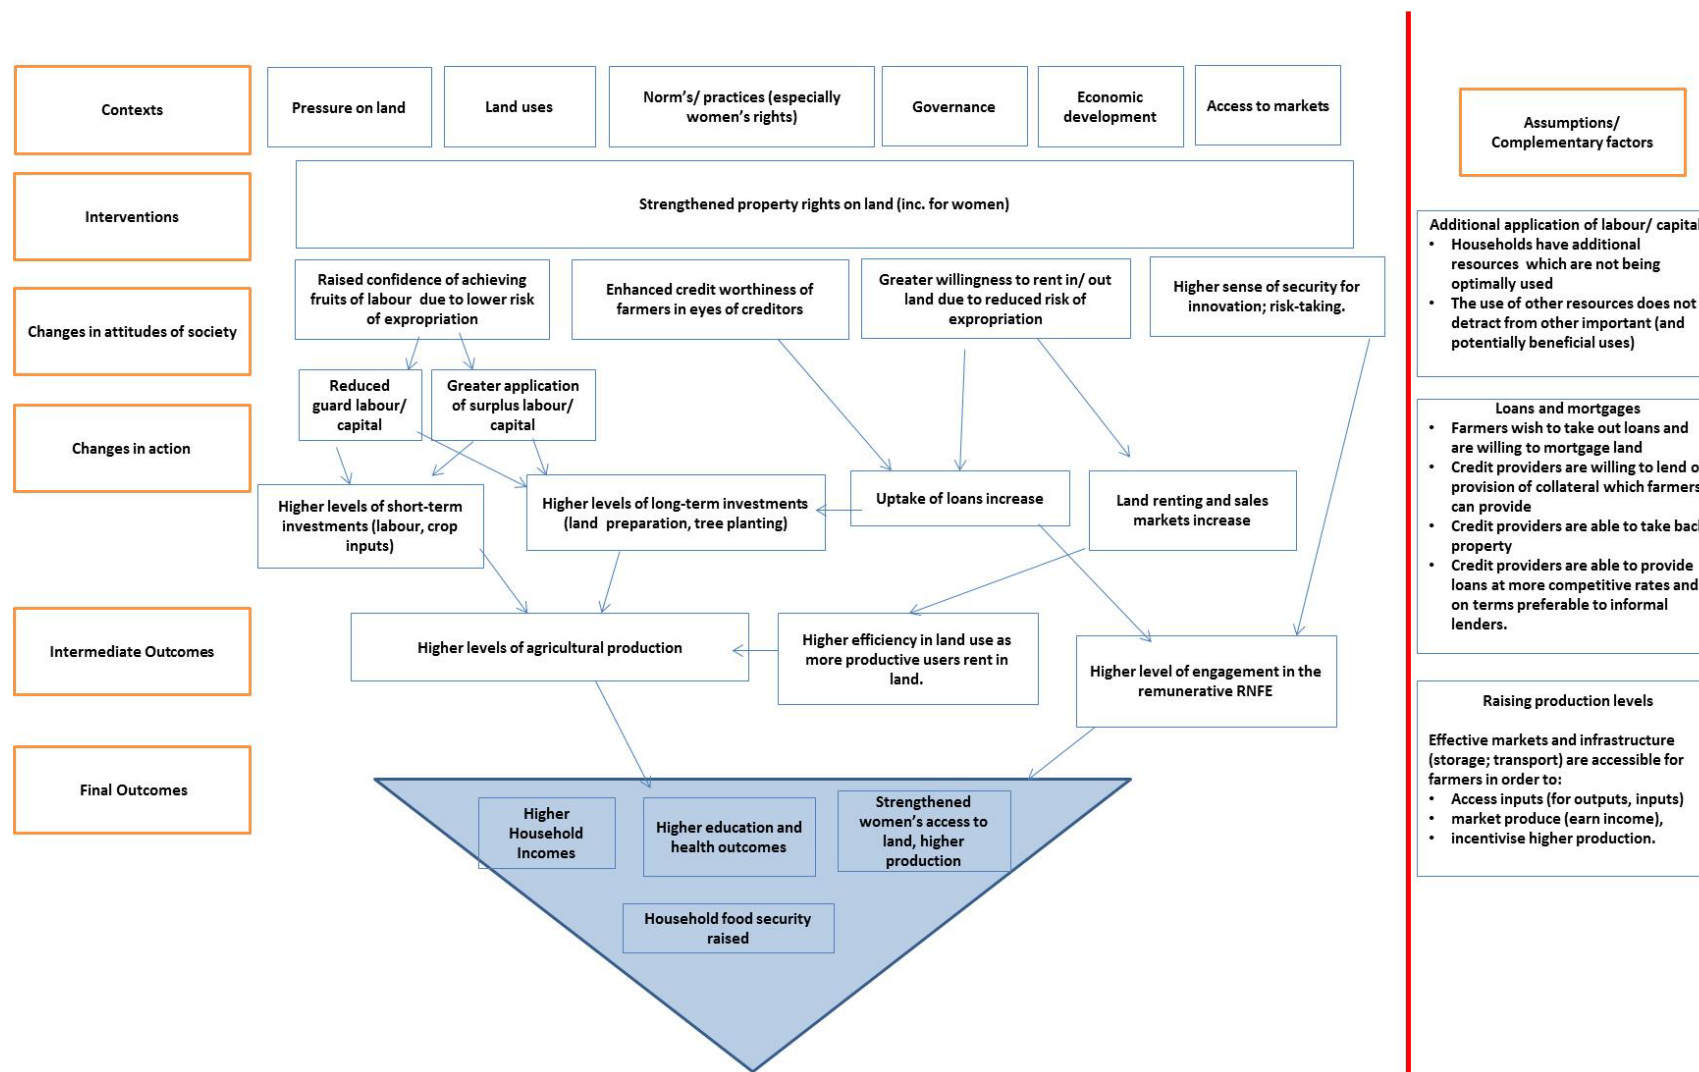 Contexts
Pressure on land
Land uses
Norm's/ practices (especially
women's rights)
Governance
Economic
development
Access to markets
Interventions
Strengthened property rights on land (inc. for women)
Changes in attitudes of society
Raised confidence of achieving
fruits of labour due to lower risk
of expropriation
Enhanced credit worthiness of
farmers in eyes of creditors
Greater willingness to rent in/ out
land due to reduced risk of
expropriation
Higher sense of security for
innovation; risk-taking.
Changes in action
Reduced
guard labour/
capital
Greater application
of surplus labour/
capital
Higher levels of short-term
investments (labour, crop
inputs)
Higher levels of long-term investments
(land preparation, tree planting)
Uptake of loans increase
Land renting and sales
markets increase
Intermediate Outcomes
Higher levels of agricultural production
Higher efficiency in land use as
more productive users rent in
land.
Higher level of engagement in the
remunerative RNFE
Final Outcomes
Higher
Household
Incomes
Higher education and
health outcomes
Strengthened
women's access to
land, higher
production
Household food security
raised
Assumptions/
Complementary factors
Additional application of labour/ capital
• Households have additional
resources which are not being
optimally used
• The use of other resources does not
detract from other important (and
potentially beneficial uses)
Loans and mortgages
• Farmers wish to take out loans and
are willing to mortgage land
• Credit providers are willing to lend
provision of collateral which farmers
can provide
• Credit providers are able to take
property
• Credit providers are able to provide
loans at more competitive rates and
on terms preferable to informal
lenders.
Raising production levels
Effective markets and infrastructure
(storage; transport) are accessible for
farmers in order to:
• Access inputs (for outputs, inputs)
• market produce (earn income),
• incentivise higher production.